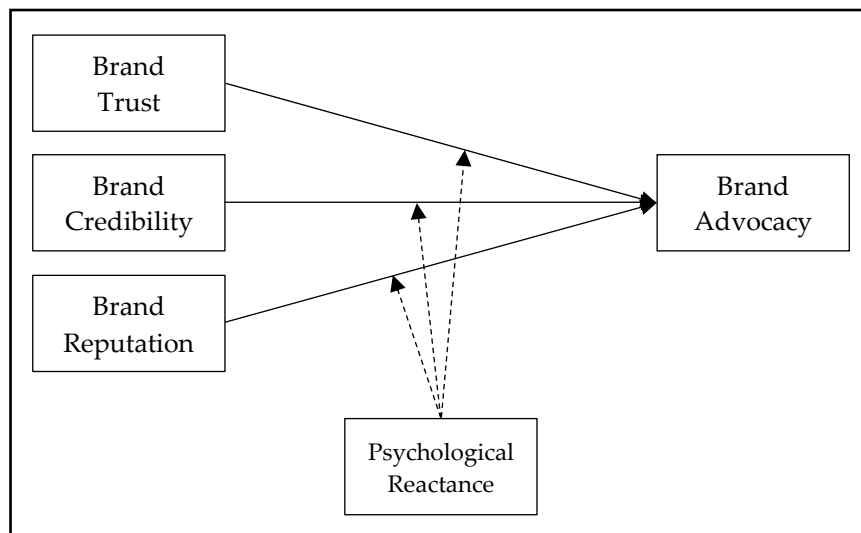 Brand
Trust
Brand
Credibility
Brand
Advocacy
Brand
Reputation
Psychological
Reactance